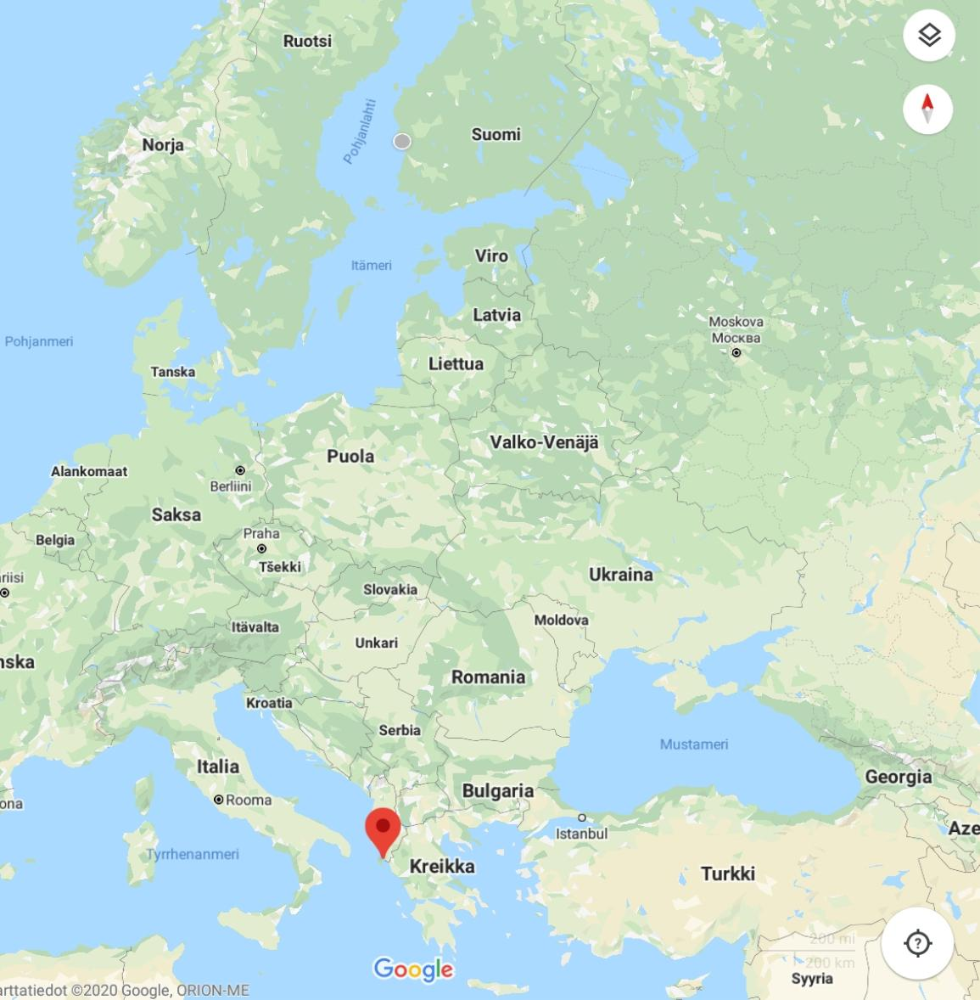 Ruotsi
Suomi
Norja
Pohjanlahti
Viro
Itämeri
Latvia
Moskova
Москва
Pohjanmeri
Liettua
Tanska
Valko-Venäjä
Puola
Alankomaat
Berliini
Saksa
Praha
Belgia
Tšekki
Ukraina
riisi
Slovakia
Moldova
Itävalta
Unkari
nska
Romania
Kroatia
Serbia
Mustameri
Italia
Georgia
Bulgaria
Rooma
ona
Aze
Istanbul
Tyrrhenanmeri
Kreikka
Turkki
200 mi
?
200 km
Google
Syyria
arttatiedot ©2020 Google, ORION-ME